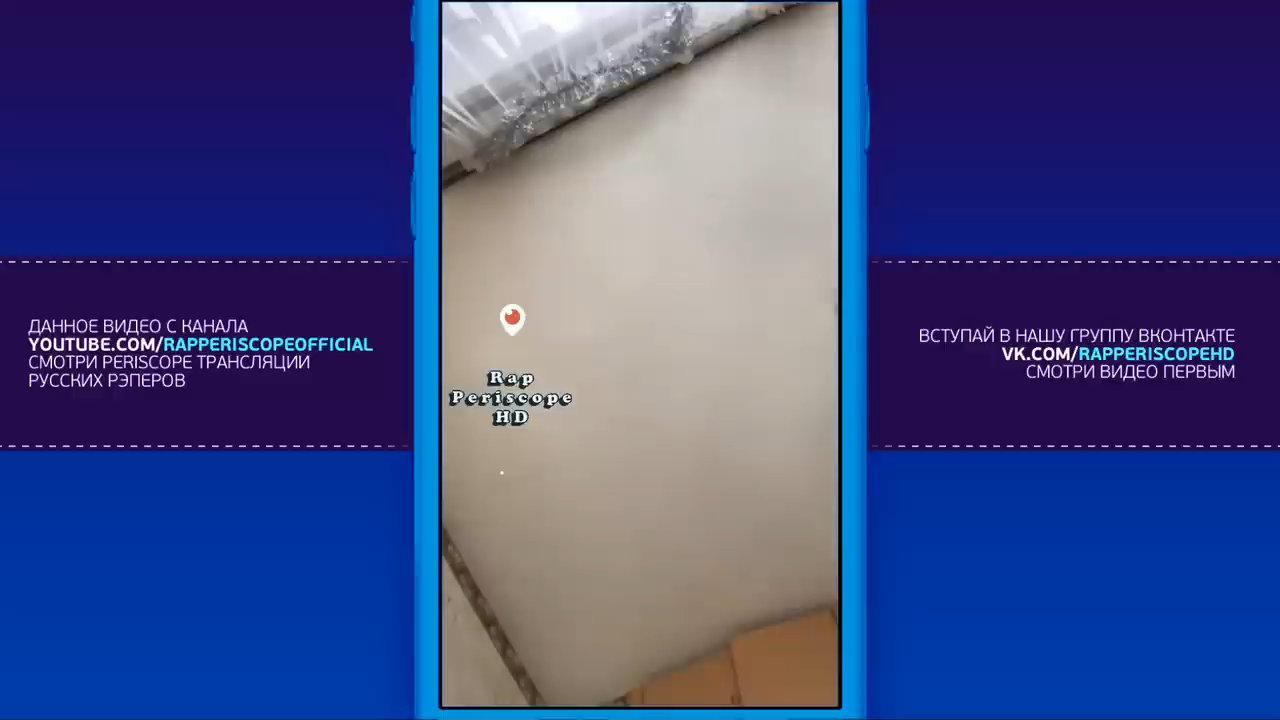 ДАННОЕ ВИДЕО С КАНАЛА
YOUTUBE.COM/RAPPERISCOPEOFFICIAL
СМОТРИ PERISCOPE ТРАНСЛЯЦИИ
РУССКИХ РЭПЕРОВ
Rap
Periscope
HD
ВСТУПАЙ В НАШУ ГРУППУ ВКОНТАКТЕ
VK.COM/RAPPERISCOPEHD
СМОТРИ ВИДЕО ПЕРВЫМ